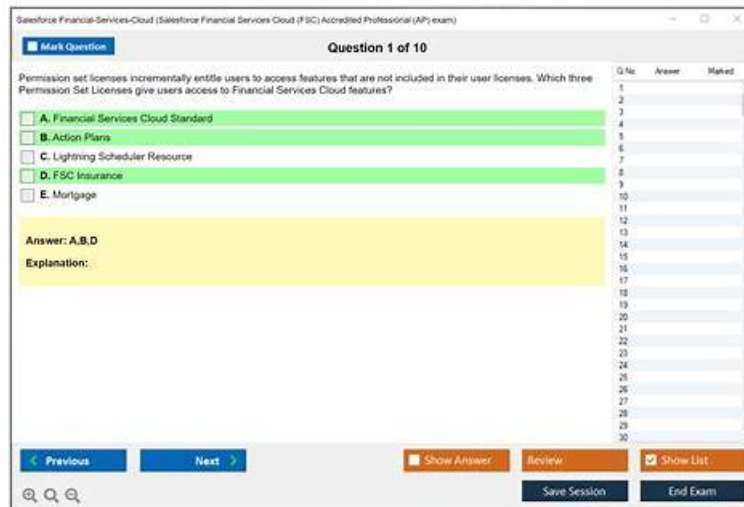 Salesforce Financial-Services-Cloud (Salesforce Financial Services Cloud (FSC) Accredited Professional (AP) exam)
Mark Question
Question 1 of 10
Permission set licenses incrementally entitle users to access features that are not included in their user licenses. Which three
Permission Set Licenses give users access to Financial Services Cloud features?
A. Financial Services Cloud Standard
B. Action Plans
C. Lightning Scheduler Resource
D. FSC Insurance
E. Mortgage
Answer: A,B,D
Explanation:
Q No Answer Marked
1
2
3
4
5
6
7
8
9
10
11
12
13
14
15
16
17
18
19
20
21
22
23
24
25
26
27
28
29
30
Previous
Next
Show Answer
Review
Show List
Save Session
End Exam